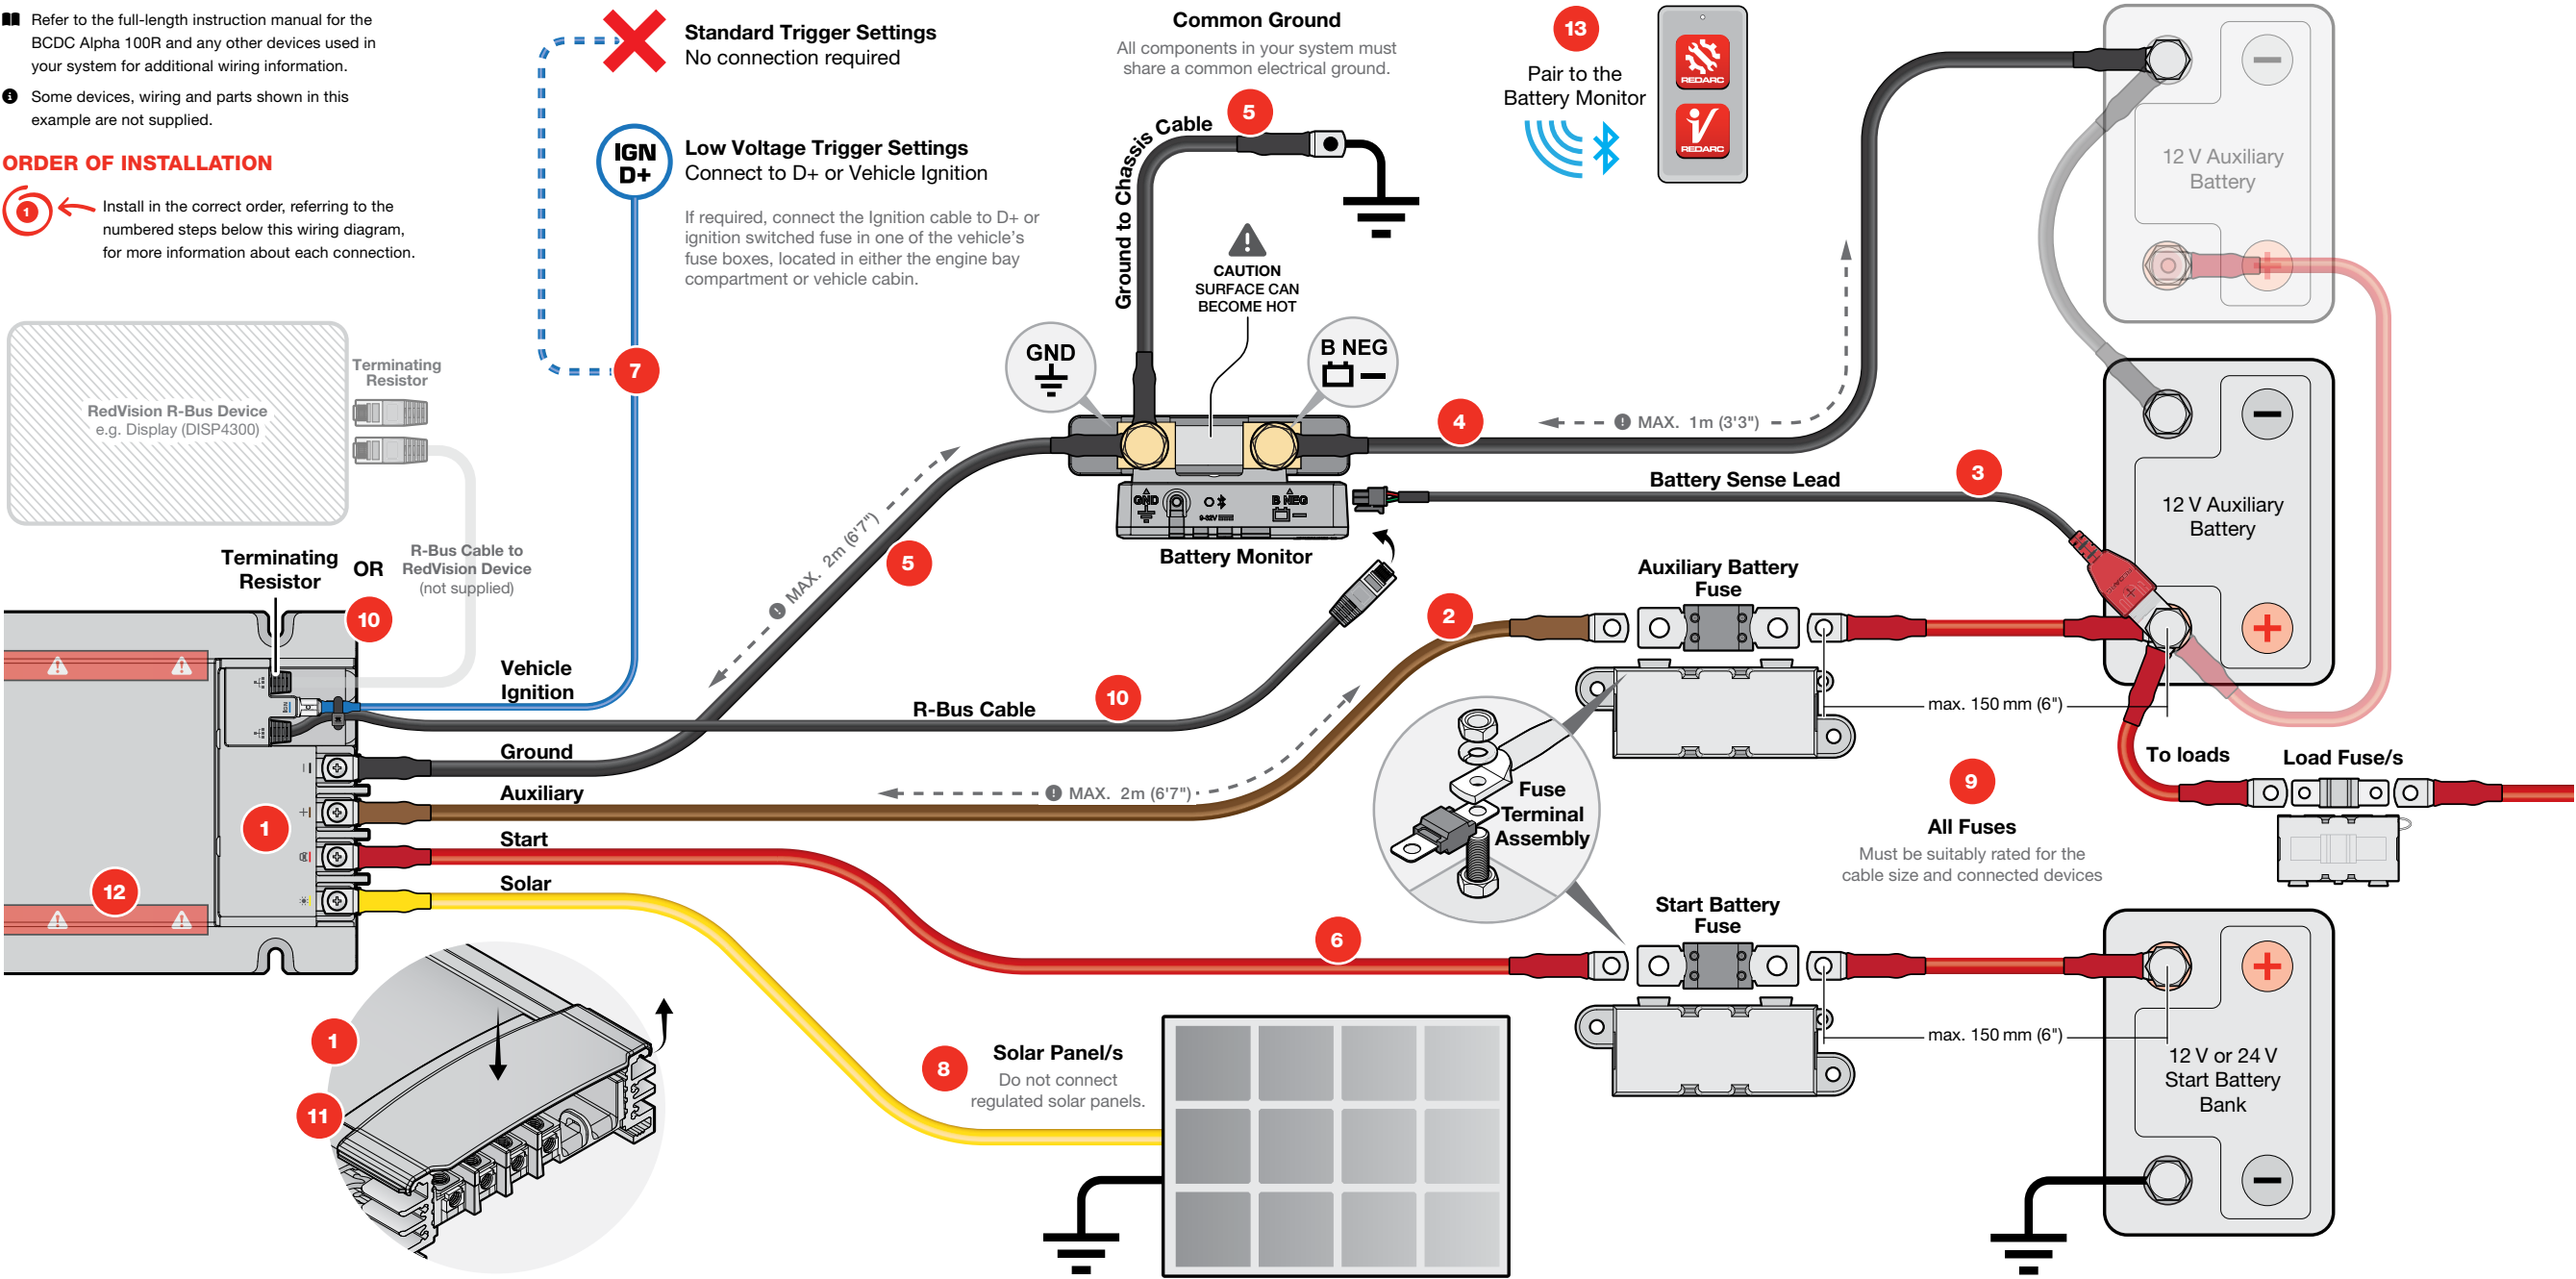 Refer to the full-length instruction manual for the
BCDC Alpha 100R and any other devices used in
your system for additional wiring information.
Some devices, wiring and parts shown in this
example are not supplied.
ORDER OF INSTALLATION
1
Install in the correct order, referring to the
numbered steps below this wiring diagram,
for more information about each connection.
Standard Trigger Settings
No connection required
IGN
D+
Low Voltage Trigger Settings
Connect to D+ or Vehicle Ignition
If required, connect the Ignition cable to D+ or
ignition switched fuse in one of the vehicle's
fuse boxes, located in either the engine bay
compartment or vehicle cabin.
7
Common Ground
All components in your system must
share a common electrical ground.
5
Ground to Chassis Cable
CAUTION
SURFACE CAN
BECOME HOT
GND
B NEG
13
Pair to the
Battery Monitor
REDARC
REDARC
12 V Auxiliary
Battery
4
MAX. 1m (3'3")
Battery Sense Lead
3
12 V Auxiliary
Battery
GND
B NEG
9-32V
Battery Monitor
MAX. 2m (6'7")
5
RedVision R-Bus Device
e.g. Display (DISP4300)
Terminating
Resistor
Terminating
Resistor
OR
R-Bus Cable to
RedVision Device
(not supplied)
10
Vehicle
Ignition
IGN
R-Bus Cable
10
Ground
Auxiliary
MAX. 2m (6'7")
2
Start
Solar
1
12
Auxiliary Battery
Fuse
max. 150 mm (6")
Fuse
Terminal
Assembly
To loads
Load Fuse/s
9
All Fuses
Must be suitably rated for the
cable size and connected devices
6
Start Battery
Fuse
max. 150 mm (6")
12 V or 24 V
Start Battery
Bank
1
11
8
Solar Panel/s
Do not connect
regulated solar panels.